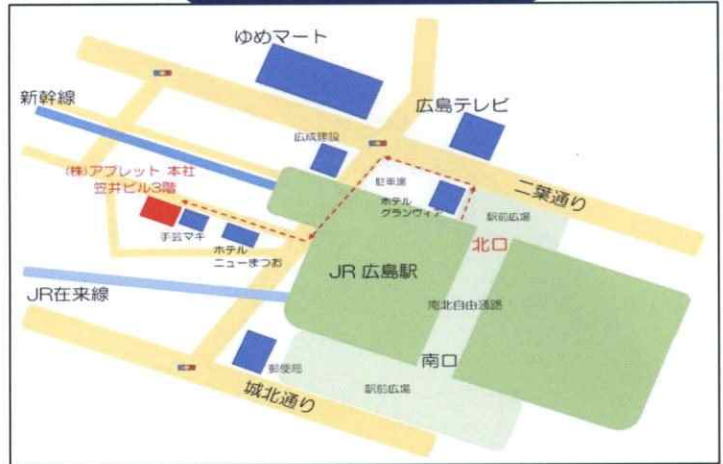 ゆめマート
広島テレビ
新幹線
広成建設
(株)アプレット 本社
笠井ビル3階
駐車場
二葉通り
ホテル
グランヴィア
駅前広場
手芸マキ
ホテル
ニューまつお
北口
JR 広島駅
JR在来線
南北自由通路
南口
郵便局
駅前広場
城北通り